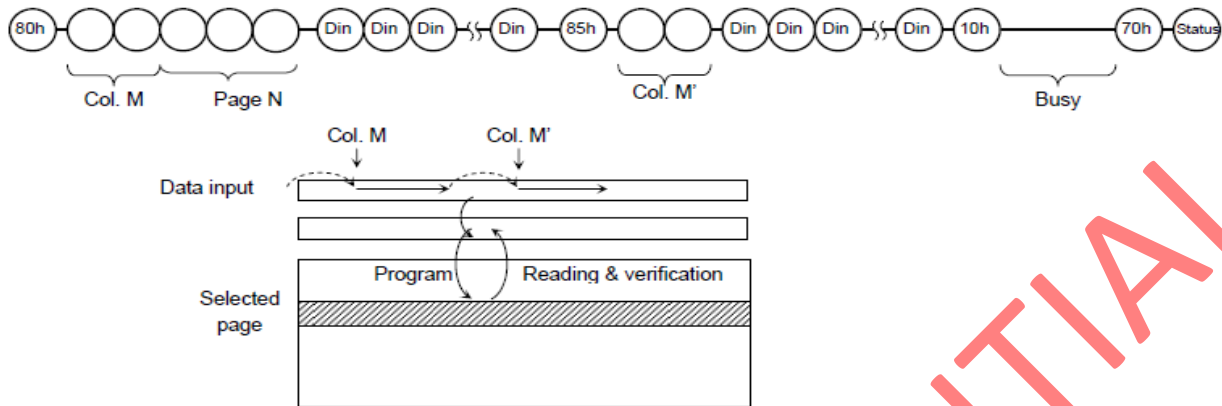 80h Din Din Din Din 85h Din Din Din Din 10h 70h Status
Col. M Page N Col. M' Busy
Col. M Col. M'
Data input
Program Reading & verification
Selected
page